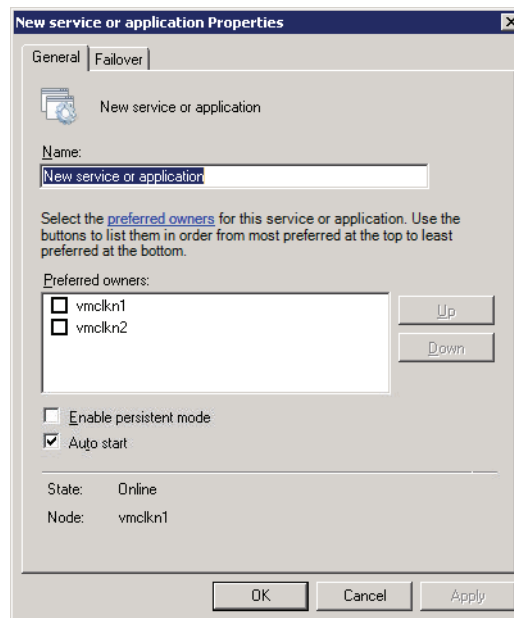 New service or application Properties
General Failover
New service or application
Name:
New service or application
Select the preferred owners for this service or application. Use the
buttons to list them in order from most preferred at the top to least
preferred at the bottom.
Preferred owners:
vmclkn1
vmclkn2
Up
Down
Enable persistent mode
Auto start
State: Online
Node: vmclkn1
OK Cancel Apply